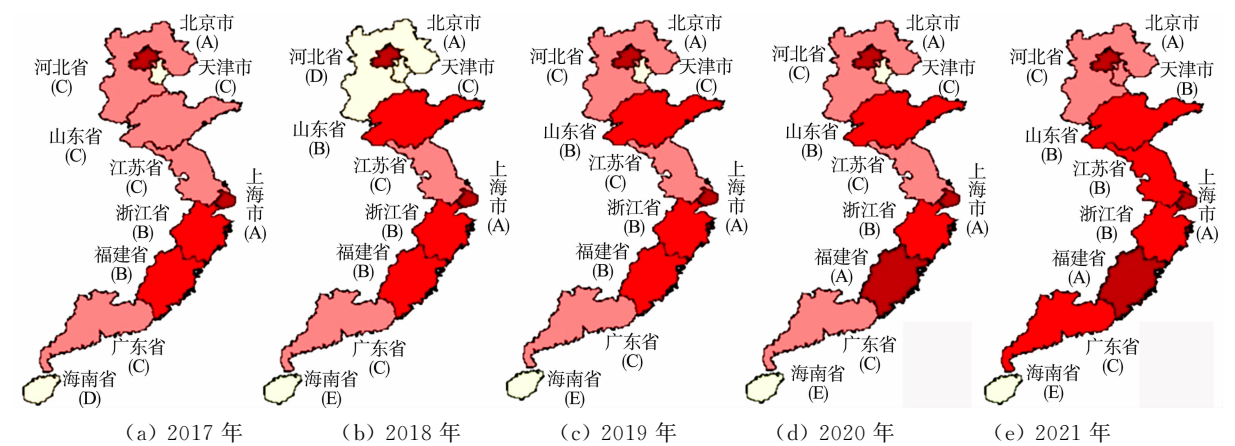 北京市
(A)
河北省
(C)
天津市
(C)
山东省
(C)
江苏省
(C)
上海市
(A)
浙江省
(B)
福建省
(B)
广东省
(C)
海南省
(D)
(a) 2017 年
北京市
(A)
河北省
(D)
天津市
(C)
山东省
(B)
江苏省
(C)
上海市
(A)
浙江省
(B)
福建省
(B)
广东省
(C)
海南省
(E)
(b) 2018 年
北京市
(A)
河北省
(C)
天津市
(C)
山东省
(B)
江苏省
(C)
上海市
(A)
浙江省
(B)
福建省
(B)
广东省
(C)
海南省
(E)
(c) 2019 年
北京市
(A)
河北省
(C)
天津市
(C)
山东省
(B)
江苏省
(C)
上海市
(A)
浙江省
(B)
福建省
(A)
广东省
(C)
海南省
(E)
(d) 2020 年
北京市
(A)
河北省
(C)
天津市
(B)
山东省
(B)
江苏省
(B)
上海市
(A)
浙江省
(B)
福建省
(A)
广东省
(C)
海南省
(E)
(e) 2021 年